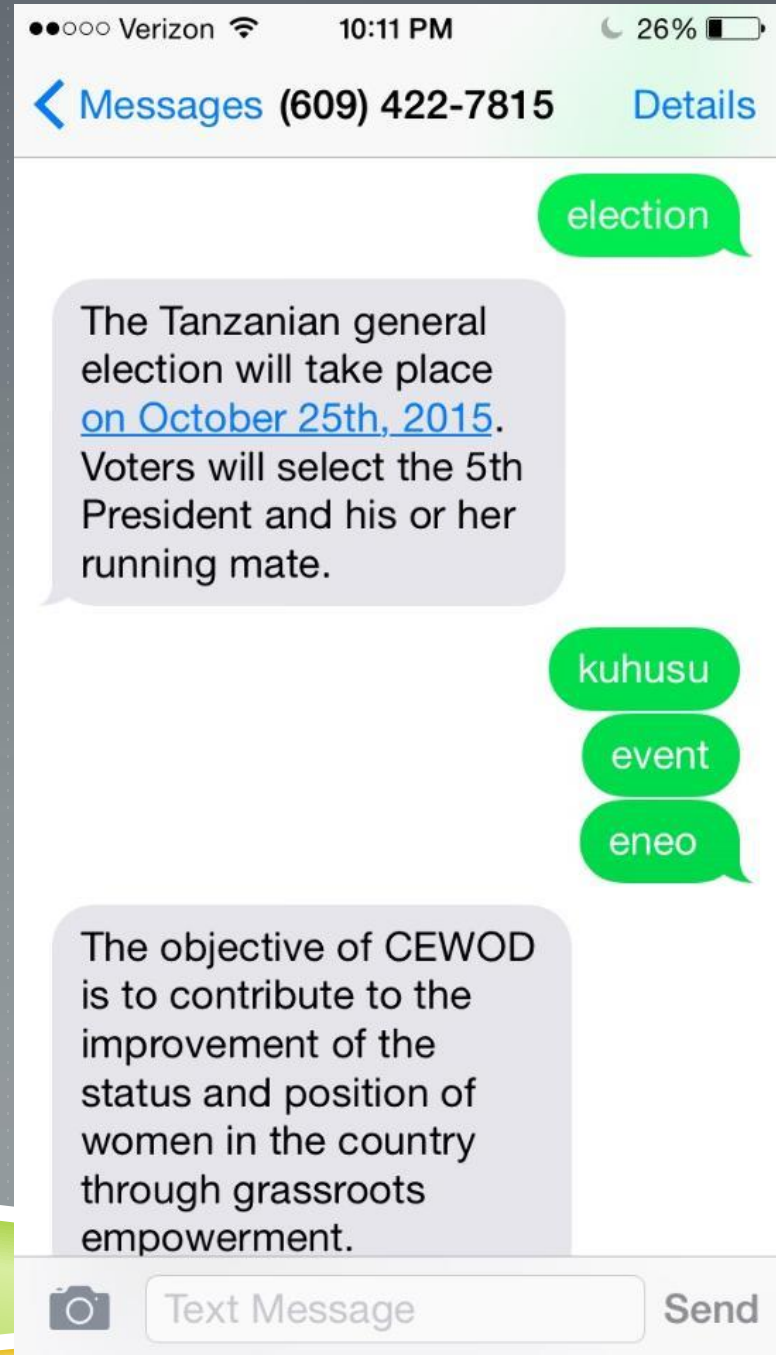 ●●○○○ Verizon 10:11 PM 26%
Messages (609) 422-7815 Details
election
The Tanzanian general
election will take place
on October 25th, 2015.
Voters will select the 5th
President and his or her
running mate.
kuhusu
event
eneo
The objective of CEWOD
is to contribute to the
improvement of the
status and position of
women in the country
through grassroots
empowerment.
Text Message Send